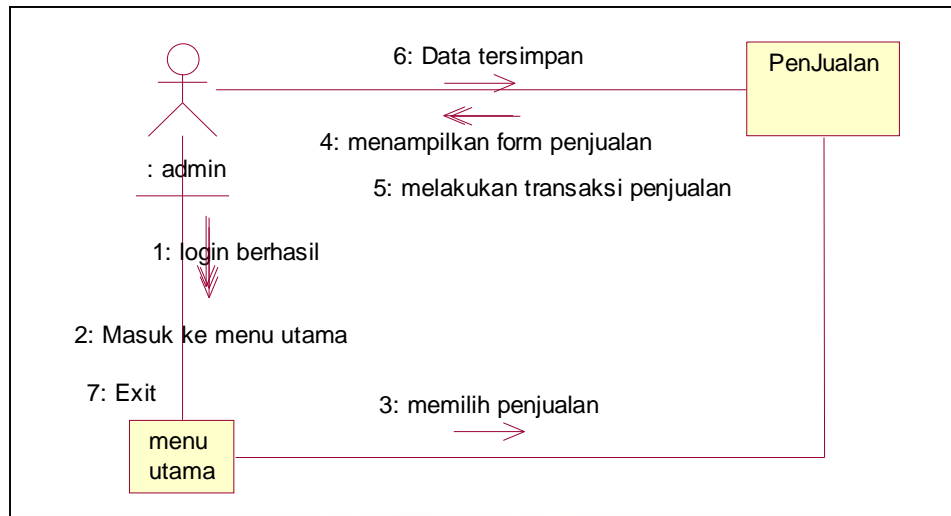 6: Data tersimpan
PenJualan
4: menampilkan form penjualan
: admin
5: melakukan transaksi penjualan
1: login berhasil
2: Masuk ke menu utama
7: Exit
3: memilih penjualan
menu
utama